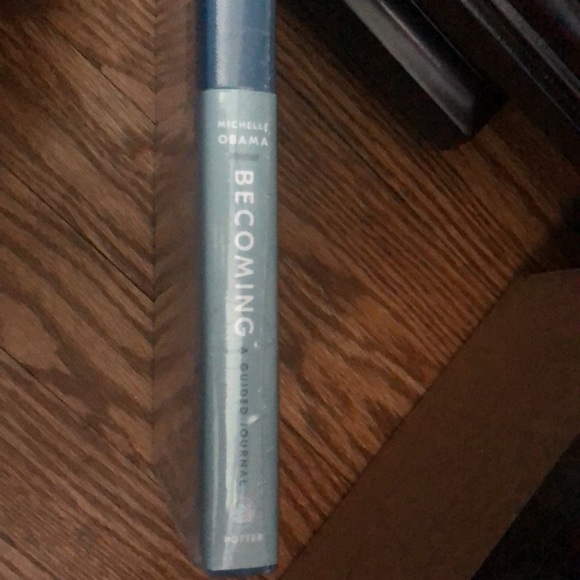 MICHELLE
OBAMA
BECOMING
A GUIDED JOURNAL
POTTER